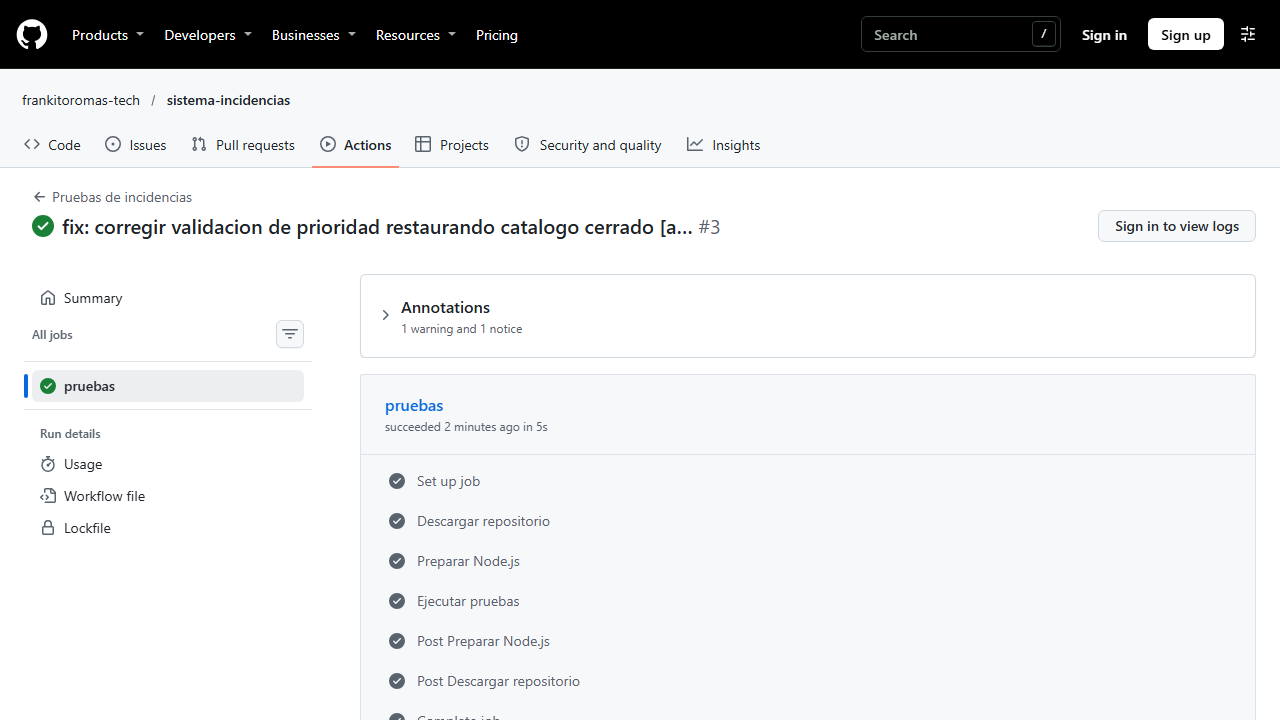 Products Developers Businesses Resources Pricing Search / Sign in Sign up
frankitoromas-tech / sistema-incidencias
Code Issues Pull requests Actions Projects Security and quality Insights
Pruebas de incidencias
fix: corregir validacion de prioridad restaurando catalogo cerrado [a... #3
Sign in to view logs
Summary
All jobs
pruebas
Run details
Usage
Workflow file
Lockfile
Annotations
1 warning and 1 notice
pruebas
succeeded 2 minutes ago in 5s
Set up job
Descargar repositorio
Preparar Node.js
Ejecutar pruebas
Post Preparar Node.js
Post Descargar repositorio
Complete job